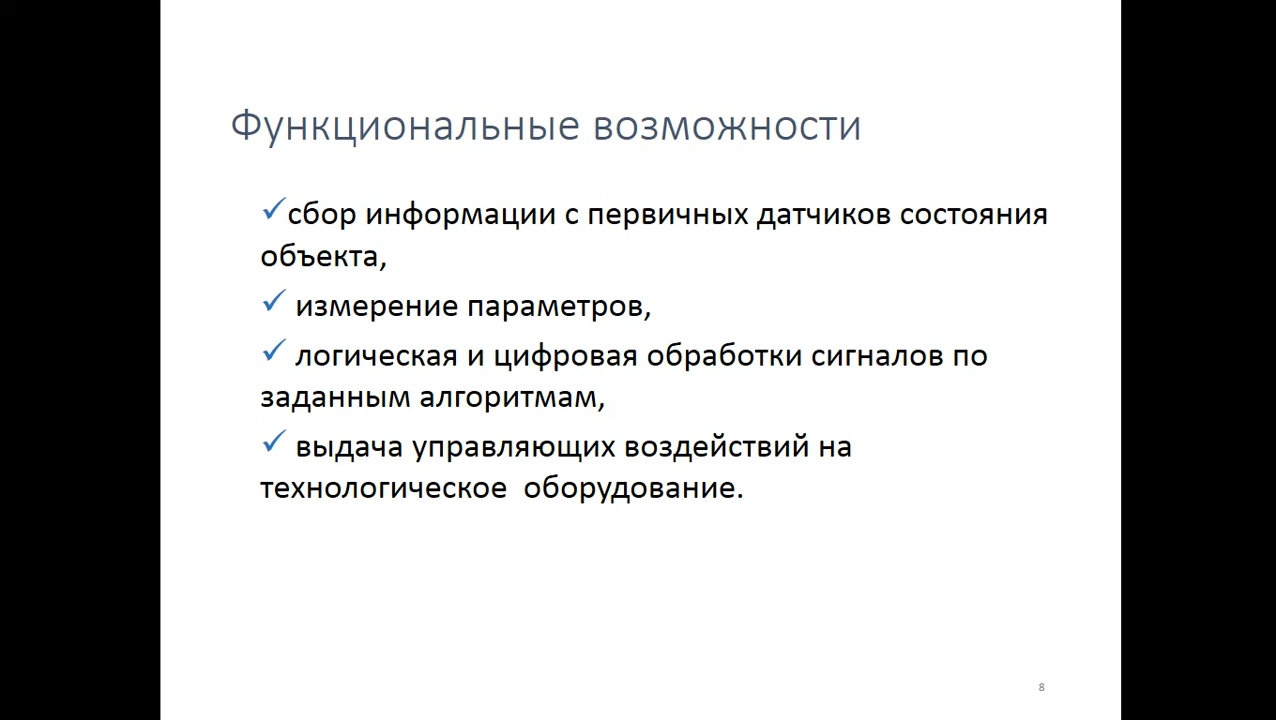 Функциональные возможности
✓сбор информации с первичных датчиков состояния
объекта,
✓ измерение параметров,
✓ логическая и цифровая обработки сигналов по
заданным алгоритмам,
✓ выдача управляющих воздействий на
технологическое  оборудование.
8